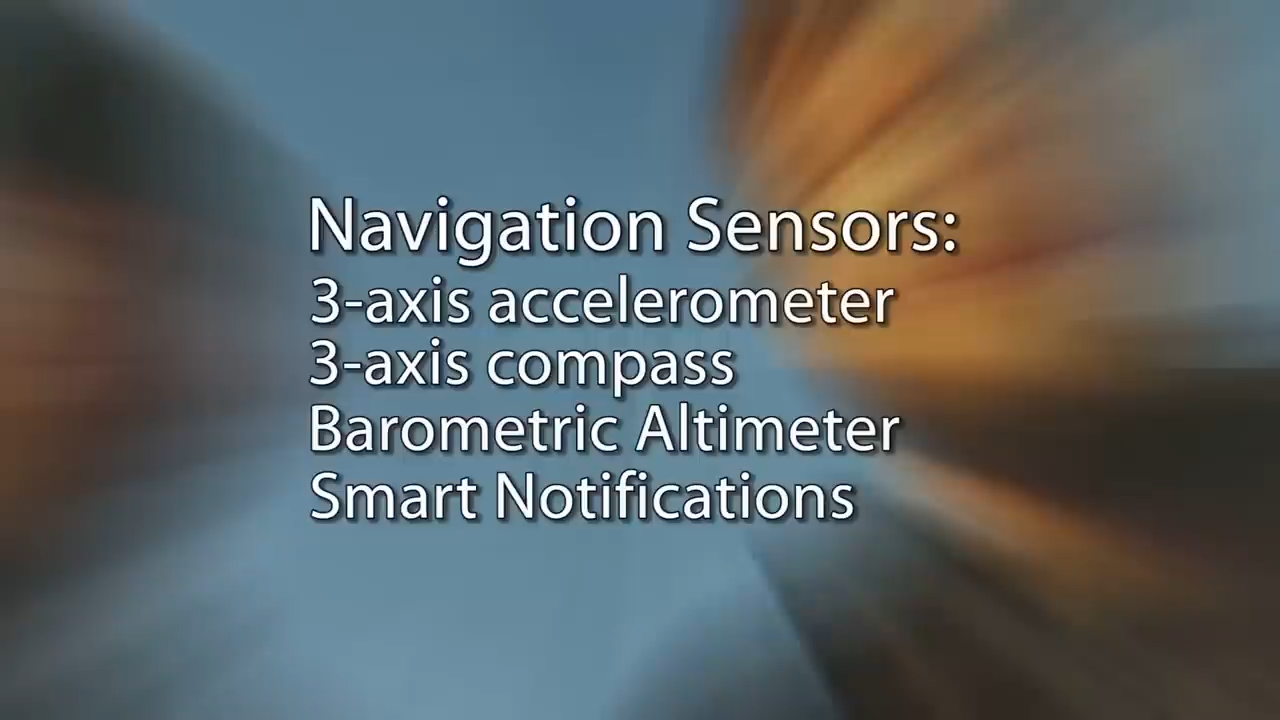 Navigation Sensors:
3-axis accelerometer
3-axis compass
Barometric Altimeter
Smart Notifications